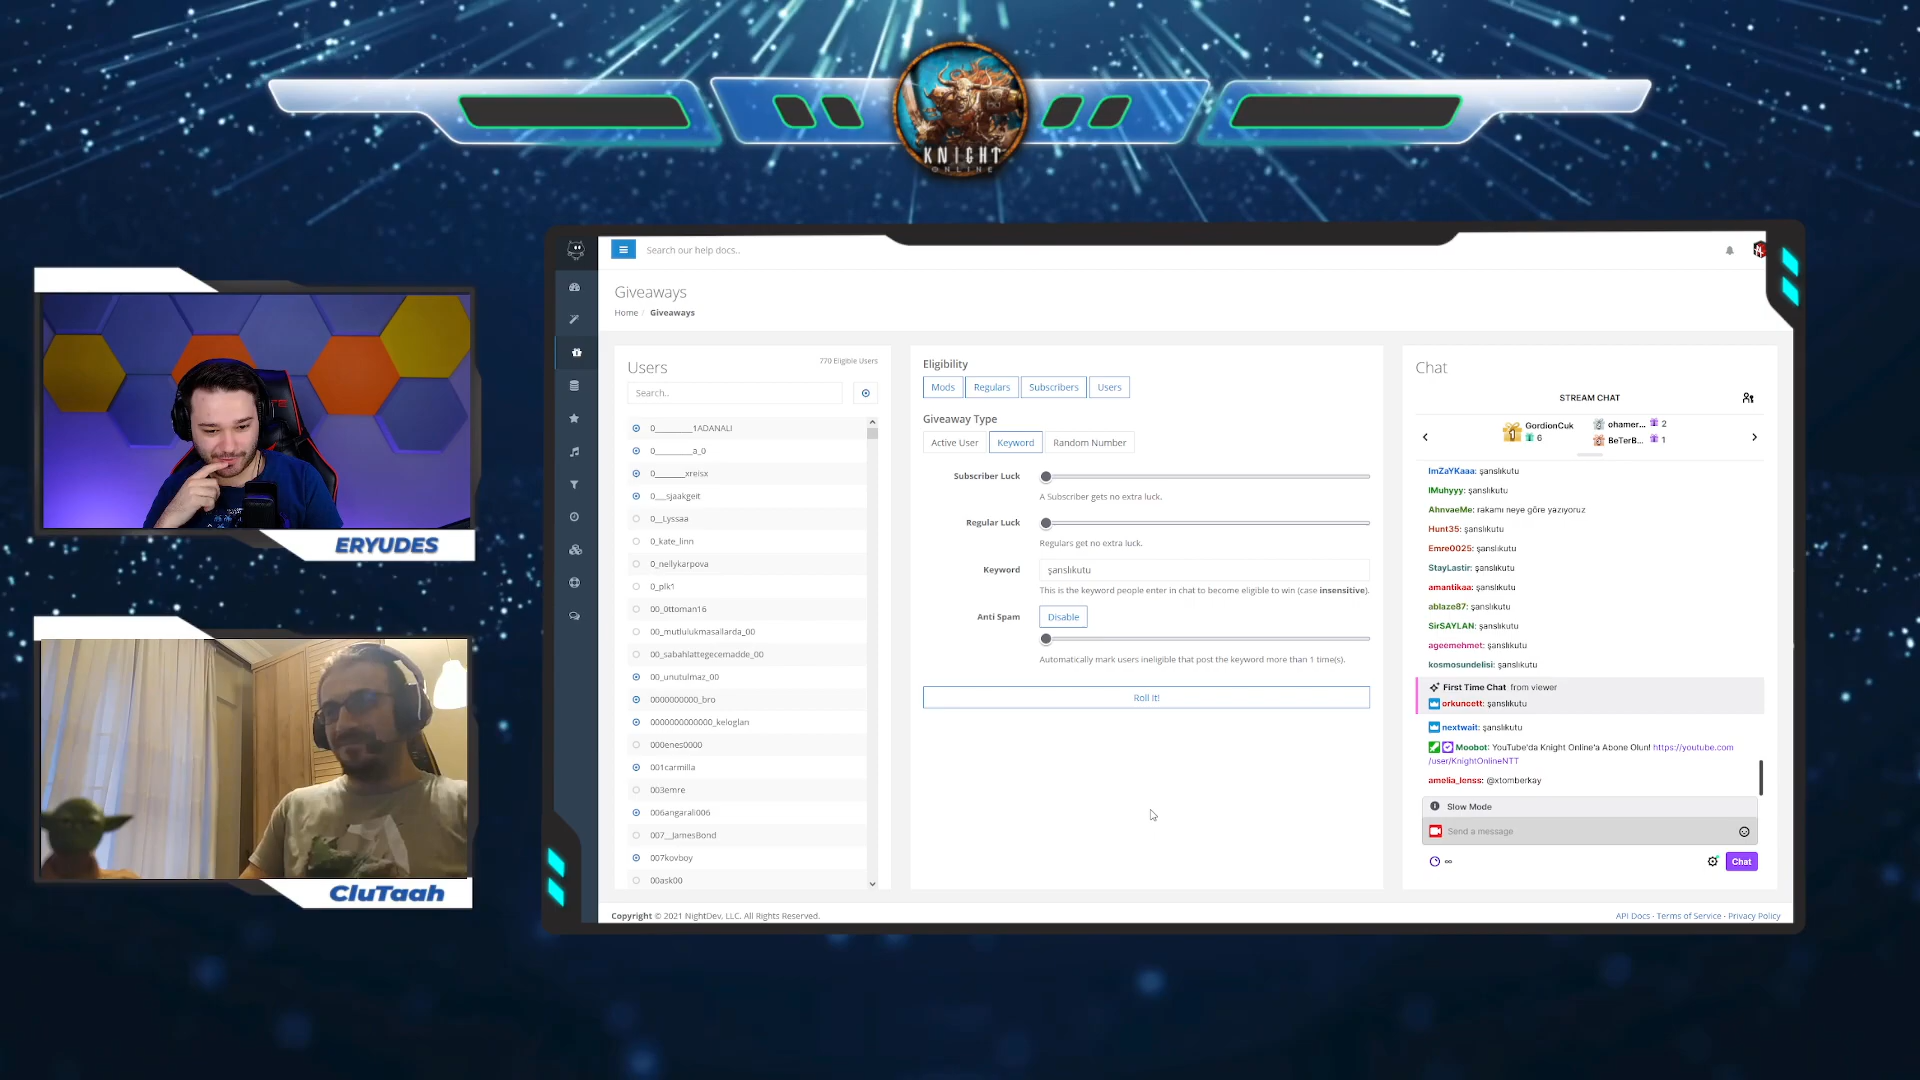 KNIGHT
ONLINE
Search our help docs..
Giveaways
Home / Giveaways
Users
770 Eligible Users
Search..
0_________1ADANALI
0_________a_0
0_______xreisx
0___sjaakgeit
0__Lyssaa
0_kate_linn
0_nellykarpova
0_plk1
00_0ttoman16
00_mutlulukmasallarda_00
00_sabahlattegecemadde_00
00_unutulmaz_00
0000000000_bro
0000000000000_keloglan
000enes0000
001carmilla
003emre
006angarali006
007__JamesBond
007kovboy
00ask00
Eligibility
Mods Regulars Subscribers Users
Giveaway Type
Active User Keyword Random Number
Subscriber Luck
A Subscriber gets no extra luck.
Regular Luck
Regulars get no extra luck.
Keyword şanslıkutu
This is the keyword people enter in chat to become eligible to win (case insensitive).
Anti Spam Disable
Automatically mark users ineligible that post the keyword more than 1 time(s).
Roll It!
Chat
STREAM CHAT
GordionCuk
6
ohamer... 2
BeTerB... 1
ImZaYKaaa: şanslıkutu
IMuhyyy: şanslıkutu
AhnvaeMe: rakamı neye göre yazıyoruz
Hunt35: şanslıkutu
Emre0025: şanslıkutu
StayLastir: şanslıkutu
amantikaa: şanslıkutu
ablaze87: şanslıkutu
SirSAYLAN: şanslıkutu
ageemehmet: şanslıkutu
kosmosundelisi: şanslıkutu
First Time Chat from viewer
orkuncett: şanslıkutu
nextwait: şanslıkutu
Moobot: YouTube'da Knight Online'a Abone Olun! https://youtube.com
/user/KnightOnlineNTT
amelia_lenss: @xtomberkay
Slow Mode
Send a message
∞
Chat
Copyright © 2021 NightDev, LLC. All Rights Reserved.
API Docs - Terms of Service - Privacy Policy
ERYUDES
CluTaah